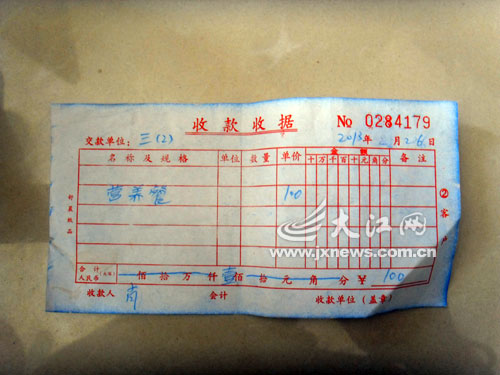 收款收据 No 0284179
交款单位: 三(2) 2013年 2月26日
名称及规格 单位 数量 单价 金额 备注
十万千百十元角分
营养管 100
②客户
大江网
www.jxnews.com.cn
合计人民币(大写) 佰拾万仟壹佰拾元角分 ¥ 100
收款人 会计 收款单位(盖章)